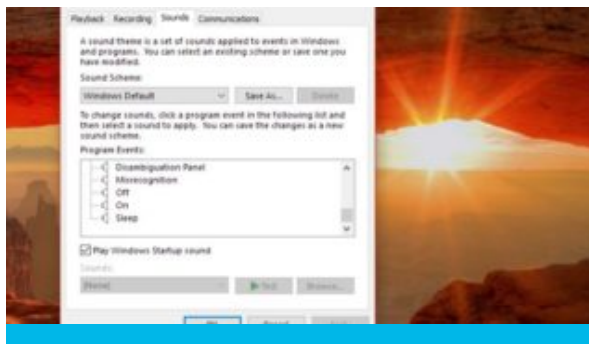 Playback Recording Sounds Communications
A sound theme is a set of sounds applied to events in Windows
and programs. You can select an existing scheme or save one you
have modified.
Sound Scheme:
Windows Default
Save As...
Delete
To change sounds, click a program event in the following list and
then select a sound to apply. You can save the changes as a new
sound scheme.
Program Events:
Disambiguation Panel
Misrecognition
Off
On
Sleep
Play Windows Startup sound
Sounds:
(None)
Test
Browse...